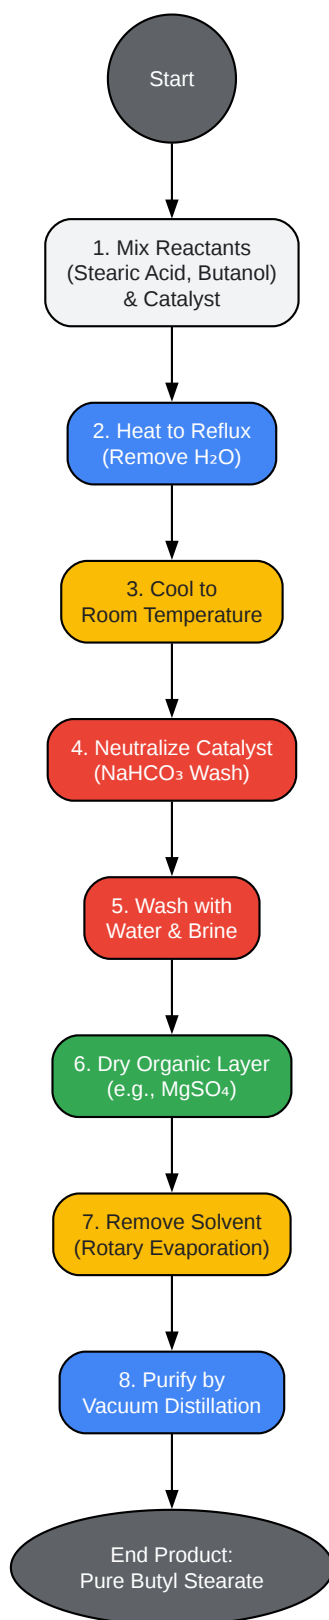 Start
1. Mix Reactants
(Stearic Acid, Butanol)
& Catalyst
2. Heat to Reflux
(Remove H₂O)
3. Cool to
Room Temperature
4. Neutralize Catalyst
(NaHCO₃ Wash)
5. Wash with
Water & Brine
6. Dry Organic Layer
(e.g., MgSO₄)
7. Remove Solvent
(Rotary Evaporation)
8. Purify by
Vacuum Distillation
End Product:
Pure Butyl Stearate